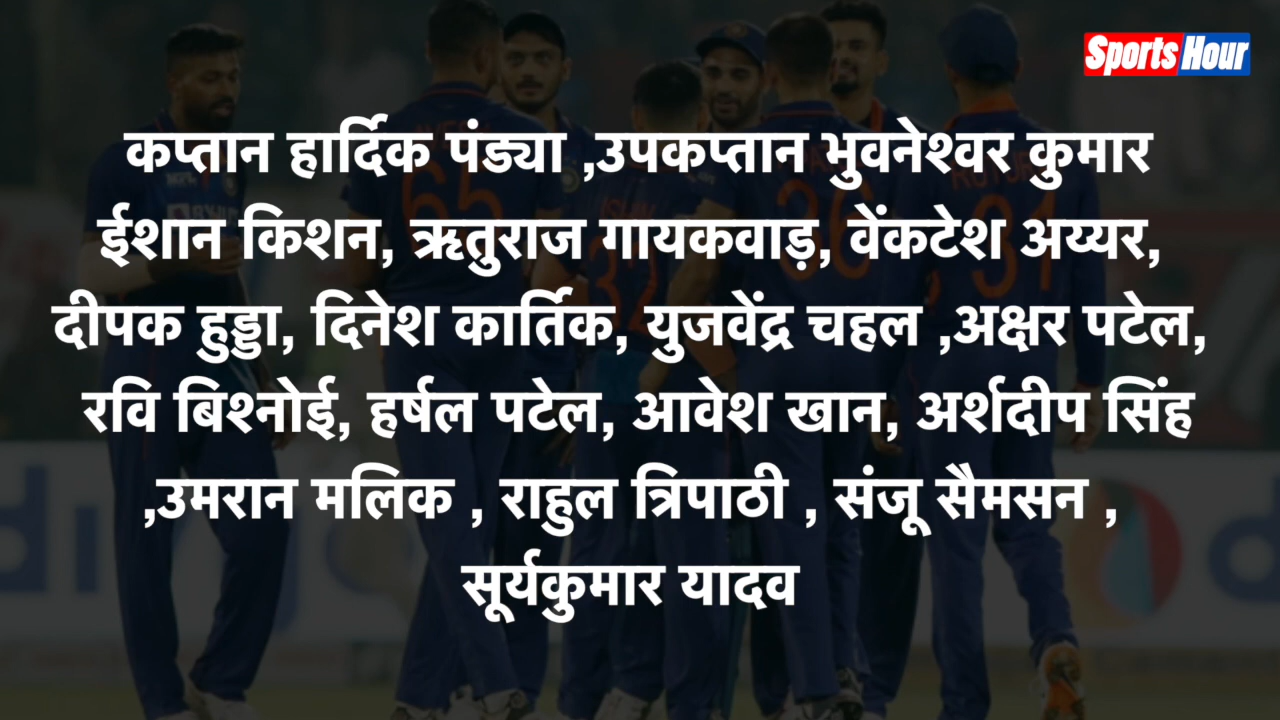 Sports Hour
कप्तान हार्दिक पंड्या ,उपकप्तान भुवनेश्वर कुमार
ईशान किशन, ऋतुराज गायकवाड़, वेंकटेश अय्यर,
दीपक हुड्डा, दिनेश कार्तिक, युजवेंद्र चहल ,अक्षर पटेल,
रवि बिश्नोई, हर्षल पटेल, आवेश खान, अर्शदीप सिंह
,उमरान मलिक , राहुल त्रिपाठी , संजू सैमसन ,
सूर्यकुमार यादव